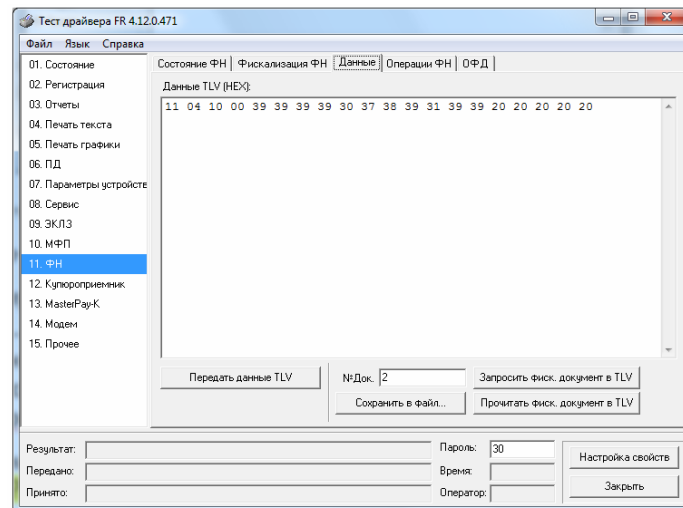 Тест драйвера FR 4.12.0.471
Файл Язык Справка
01. Состояние
02. Регистрация
03. Отчеты
04. Печать текста
05. Печать графики
06. ПД
07. Параметры устройств
08. Сервис
09. ЭКЛЗ
10. МФП
11. ФН
12. Купюроприемник
13. MasterPay-K
14. Модем
15. Прочее
Состояние ФН Фискализация ФН Данные Операции ФН ОФД
Данные TLV (HEX):
11 04 10 00 39 39 39 39 30 37 38 39 31 39 39 20 20 20 20 20
Передать данные TLV №Док. 2 Запросить фиск. документ в TLV
Сохранить в файл... Прочитать фиск. документ в TLV
Результат: Пароль: 30 Настройка свойств
Передано: Время:
Принято: Оператор: Закрыть